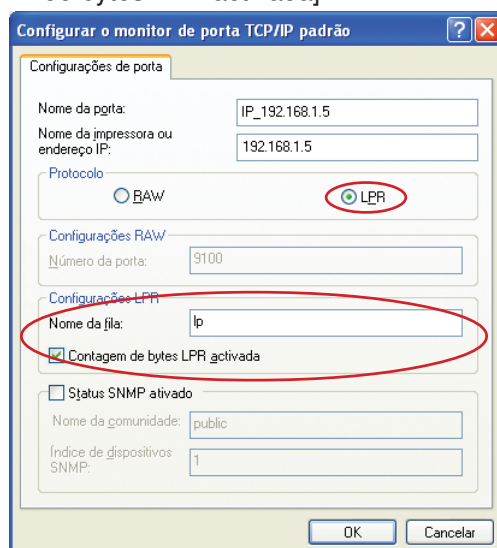 Configurar o monitor de porta TCP/IP padrão
Configurações de porta
Nome da porta: IP_192.168.1.5
Nome da impressora ou
endereço IP: 192.168.1.5
Protocolo
RAW LPR
Configurações RAW
Número da porta: 9100
Configurações LPR
Nome da fila: lp
Contagem de bytes LPR activada
Status SNMP ativado
Nome da comunidade: public
Índice de dispositivos
SNMP: 1
OK Cancelar